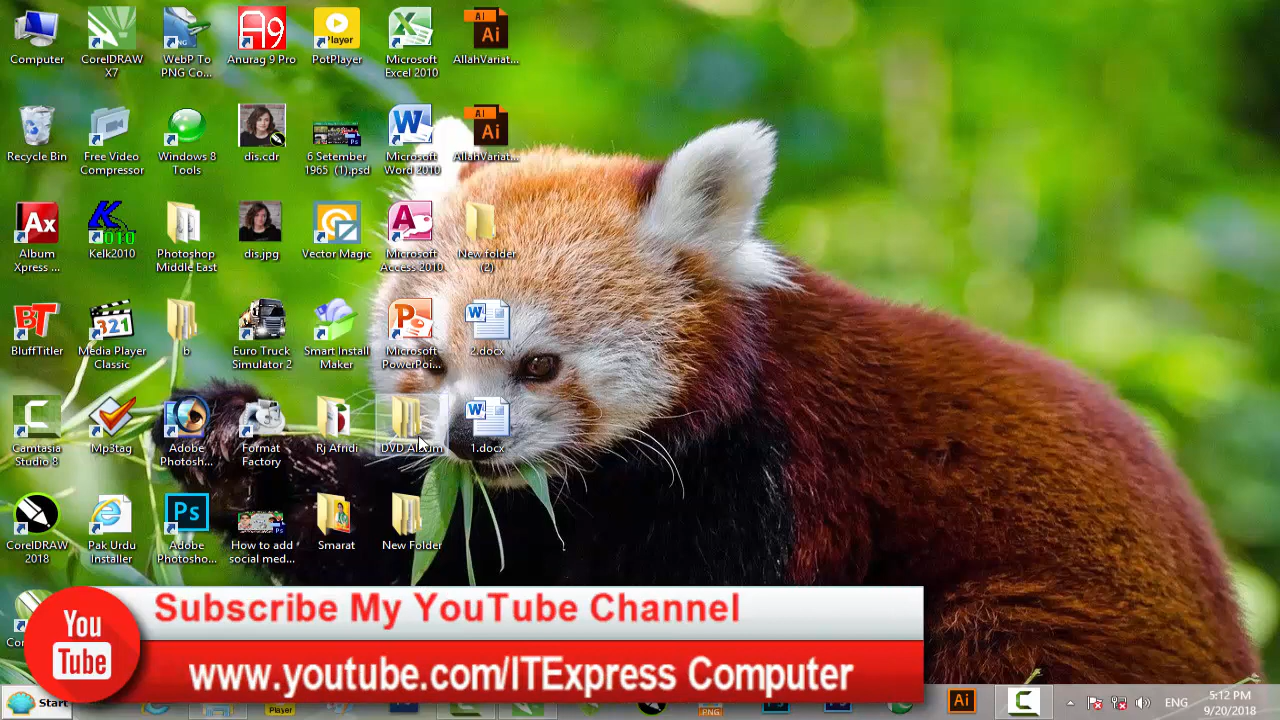 Computer
CorelDRAW
X7
WebP To
PNG Co...
Anurag 9 Pro
PotPlayer
Microsoft
Excel 2010
AllahVariat...
Recycle Bin
Free Video
Compressor
Windows 8
Tools
dis.cdr
6 Setember
1965 (1).psd
Microsoft
Word 2010
AllahVariat...
Album
Xpress ...
Kelk2010
Photoshop
Middle East
dis.jpg
Vector Magic
Microsoft
Access 2010
New folder
(2)
BluffTitler
Media Player
Classic
b
Euro Truck
Simulator 2
Smart Install
Maker
Microsoft
PowerPoi...
2.docx
Camtasia
Studio 8
Mp3tag
Adobe
Photosh...
Format
Factory
Rj Afridi
DVD Album
1.docx
CorelDRAW
2018
Pak Urdu
Installer
Adobe
Photosho...
How to add
social med...
Smarat
New Folder
You
Tube
Subscribe My YouTube Channel
www.youtube.com/ITExpress Computer
Start
Player
PNG
Ai
ENG
5:12 PM
9/20/2018